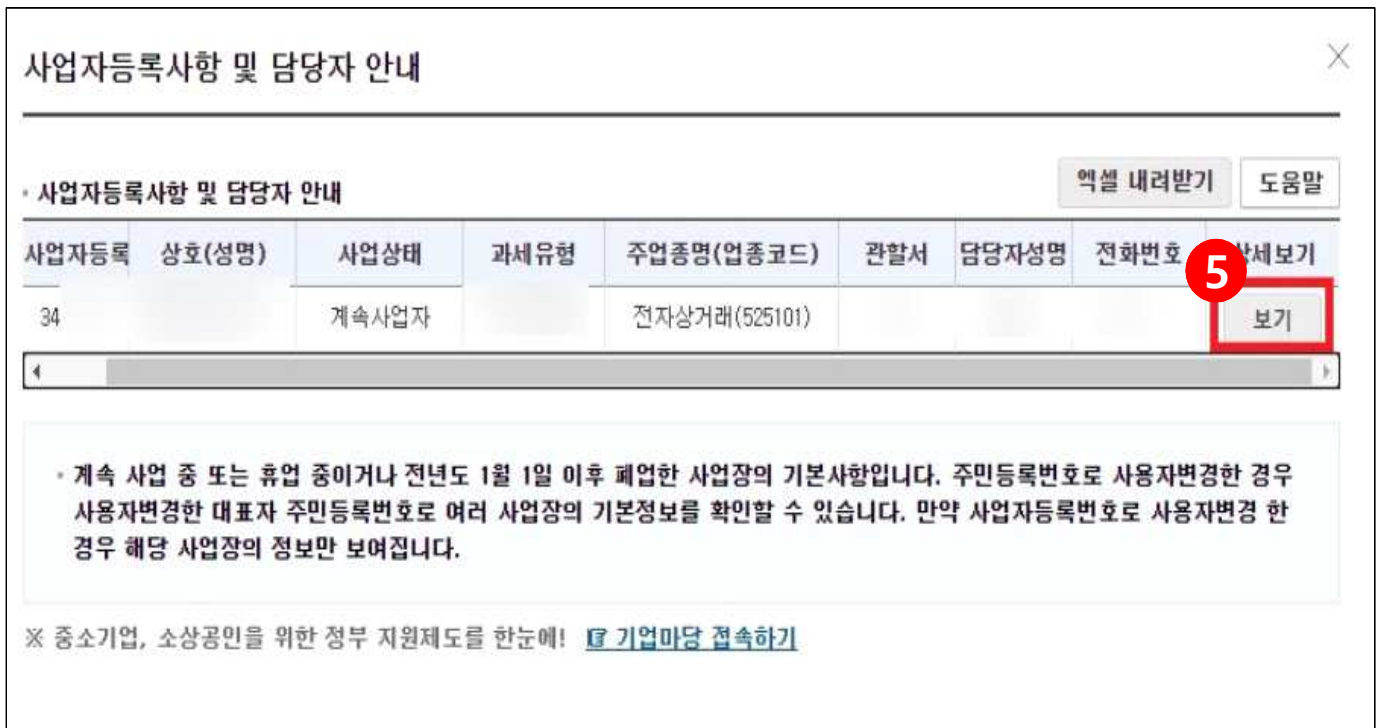 사업자등록사항 및 담당자 안내
엑셀 내려받기 도움말
사업자등록사항 및 담당자 안내
사업자등록 상호(성명) 사업상태 과세유형 주업종명(업종코드) 관할서 담당자성명 전화번호 상세보기
5
34 계속사업자 전자상거래(525101) 보기
• 계속 사업 중 또는 휴업 중이거나 전년도 1월 1일 이후 폐업한 사업장의 기본사항입니다. 주민등록번호로 사용자변경한 경우
사용자변경한 대표자 주민등록번호로 여러 사업장의 기본정보를 확인할 수 있습니다. 만약 사업자등록번호로 사용자변경 한
경우 해당 사업장의 정보만 보여집니다.
※ 중소기업, 소상공인을 위한 정부 지원제도를 한눈에! 기업마당 접속하기